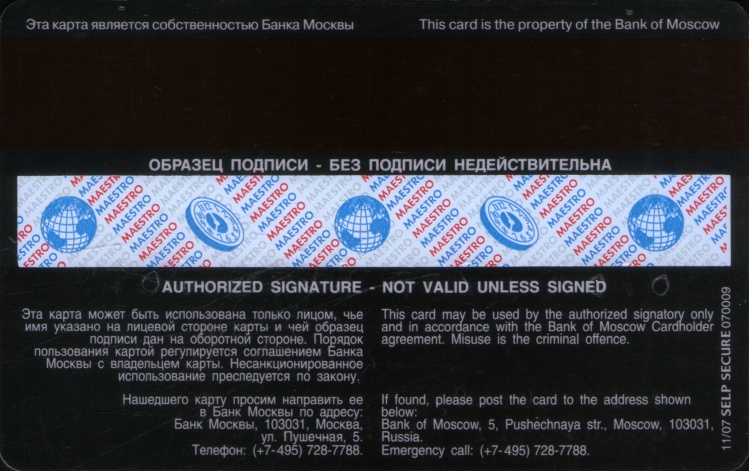 Эта карта является собственностью Банка Москвы
This card is the property of the Bank of Moscow
ОБРАЗЕЦ ПОДПИСИ - БЕЗ ПОДПИСИ НЕДЕЙСТВИТЕЛЬНА
MAESTRO MAESTRO MAESTRO MAESTRO
AUTHORIZED SIGNATURE - NOT VALID UNLESS SIGNED
Эта карта может быть использована только лицом, чье
имя указано на лицевой стороне карты и чей образец
подписи дан на оборотной стороне. Порядок
пользования картой регулируется соглашением Банка
Москвы с владельцем карты. Несанкционированное
использование преследуется по закону.
Нашедшего карту просим направить ее
в Банк Москвы по адресу:
Банк Москвы, 103031, Москва,
ул. Пушечная, 5.
Телефон: (+7-495) 728-7788.
This card may be used by the authorized signatory only
and in accordance with the Bank of Moscow Cardholder
agreement. Misuse is the criminal offence.
If found, please post the card to the address shown
below:
Bank of Moscow, 5, Pushechnaya str., Moscow, 103031,
Russia.
Emergency call: (+7-495) 728-7788.
11/07 SELP SECURE 070009